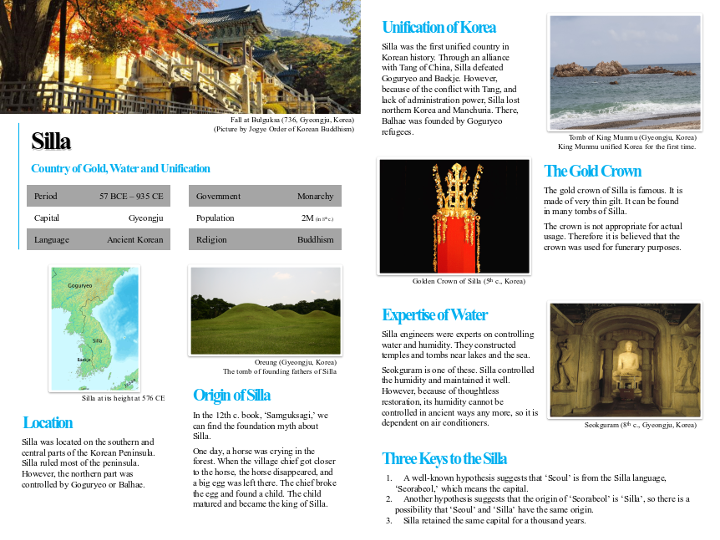 Fall at Bulguksa (736, Gyeongju, Korea)
(Picture by Jogye Order of Korean Buddhism)
Silla
Country of Gold, Water and Unification
Period 57 BCE – 935 CE
Capital Gyeongju
Language Ancient Korean
Government Monarchy
Population 2M (in 8th c.)
Religion Buddhism
Goguryeo
Silla
Baekje
Silla at its height at 576 CE
Location
Silla was located on the southern and
central parts of the Korean Peninsula.
Silla ruled most of the peninsula.
However, the northern part was
controlled by Goguryeo or Balhae.
Oreung (Gyeongju, Korea)
The tomb of founding fathers of Silla
Origin of Silla
In the 12th c. book, ‘Samguksagi,’ we
can find the foundation myth about
Silla.
One day, a horse was crying in the
forest. When the village chief got closer
to the horse, the horse disappeared, and
a big egg was left there. The chief broke
the egg and found a child. The child
matured and became the king of Silla.
Unification of Korea
Silla was the first unified country in
Korean history. Through an alliance
with Tang of China, Silla defeated
Goguryeo and Baekje. However,
because of the conflict with Tang, and
lack of administration power, Silla lost
northern Korea and Manchuria. There,
Balhae was founded by Goguryeo
refugees.
Tomb of King Munmu (Gyeongju, Korea)
King Munmu unified Korea for the first time.
Golden Crown of Silla (5th c., Korea)
The Gold Crown
The gold crown of Silla is famous. It is
made of very thin gilt. It can be found
in many tombs of Silla.
The crown is not appropriate for actual
usage. Therefore it is believed that the
crown was used for funerary purposes.
Expertise of Water
Silla engineers were experts on controlling
water and humidity. They constructed
temples and tombs near lakes and the sea.
Seokguram is one of these. Silla controlled
the humidity and maintained it well.
However, because of thoughtless
restoration, its humidity cannot be
controlled in ancient ways any more, so it is
dependent on air conditioners.
Seokguram (8th c., Gyeongju, Korea)
Three Keys to the Silla
1. A well-known hypothesis suggests that ‘Seoul’ is from the Silla language,
‘Seorabeol,’ which means the capital.
2. Another hypothesis suggests that the origin of ‘Seorabeol’ is ‘Silla’, so there is a
possibility that ‘Seoul’ and ‘Silla’ have the same origin.
3. Silla retained the same capital for a thousand years.